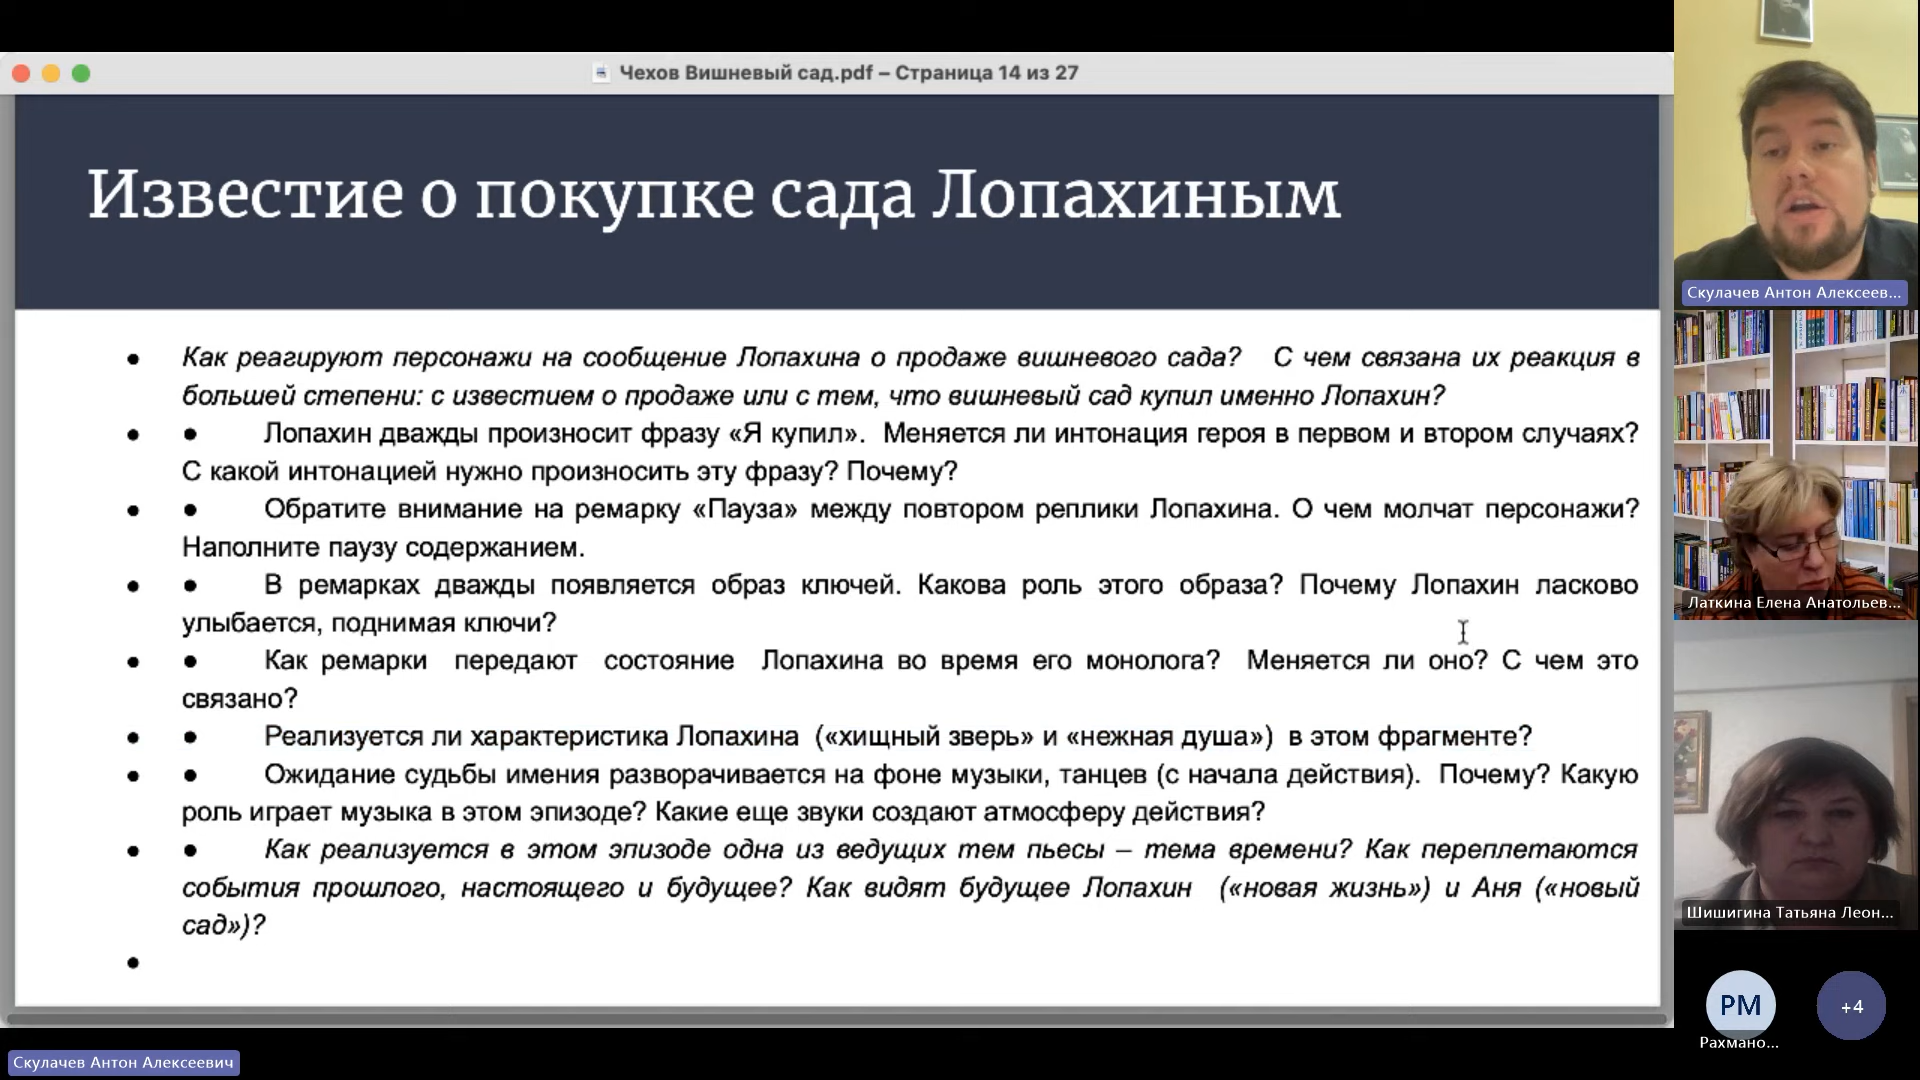 Чехов Вишневый сад.pdf – Страница 14 из 27
Известие о покупке сада Лопахиным
• Как реагируют персонажи на сообщение Лопахина о продаже вишневого сада? С чем связана их реакция в
большей степени: с известием о продаже или с тем, что вишневый сад купил именно Лопахин?
• • Лопахин дважды произносит фразу «Я купил». Меняется ли интонация героя в первом и втором случаях?
С какой интонацией нужно произносить эту фразу? Почему?
• • Обратите внимание на ремарку «Пауза» между повтором реплики Лопахина. О чем молчат персонажи?
Наполните паузу содержанием.
• • В ремарках дважды появляется образ ключей. Какова роль этого образа? Почему Лопахин ласково
улыбается, поднимая ключи?
• • Как ремарки передают состояние Лопахина во время его монолога? Меняется ли оно? С чем это
связано?
• • Реализуется ли характеристика Лопахина («хищный зверь» и «нежная душа») в этом фрагменте?
• • Ожидание судьбы имения разворачивается на фоне музыки, танцев (с начала действия). Почему? Какую
роль играет музыка в этом эпизоде? Какие еще звуки создают атмосферу действия?
• • Как реализуется в этом эпизоде одна из ведущих тем пьесы – тема времени? Как переплетаются
события прошлого, настоящего и будущее? Как видят будущее Лопахин («новая жизнь») и Аня («новый
сад»)?
•
Скулачев Антон Алексеев...
Латкина Елена Анатольев...
Шишигина Татьяна Леон...
РМ
+4
Рахмано...
Скулачев Антон Алексеевич